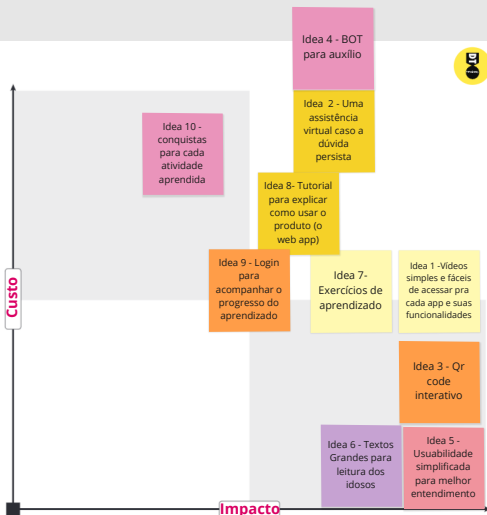 Idea 4 - BOT
para auxílio
Idea 2 - Uma
assistência
virtual caso a
dúvida
persista
Idea 10 -
conquistas
para cada
atividade
aprendida
Idea 8- Tutorial
para explicar
como usar o
produto (o
web app)
Idea 9 - Login
para
acompanhar o
progresso do
aprendizado
Idea 7-
Exercícios de
aprendizado
Idea 1 -Vídeos
simples e fáceis
de acessar pra
cada app e suas
funcionalidades
Custo
Idea 3 - Qr
code
interativo
Idea 6 - Textos
Grandes para
leitura dos
idosos
Idea 5 -
Usuabilidade
simplificada
para melhor
entendimento
Impacto